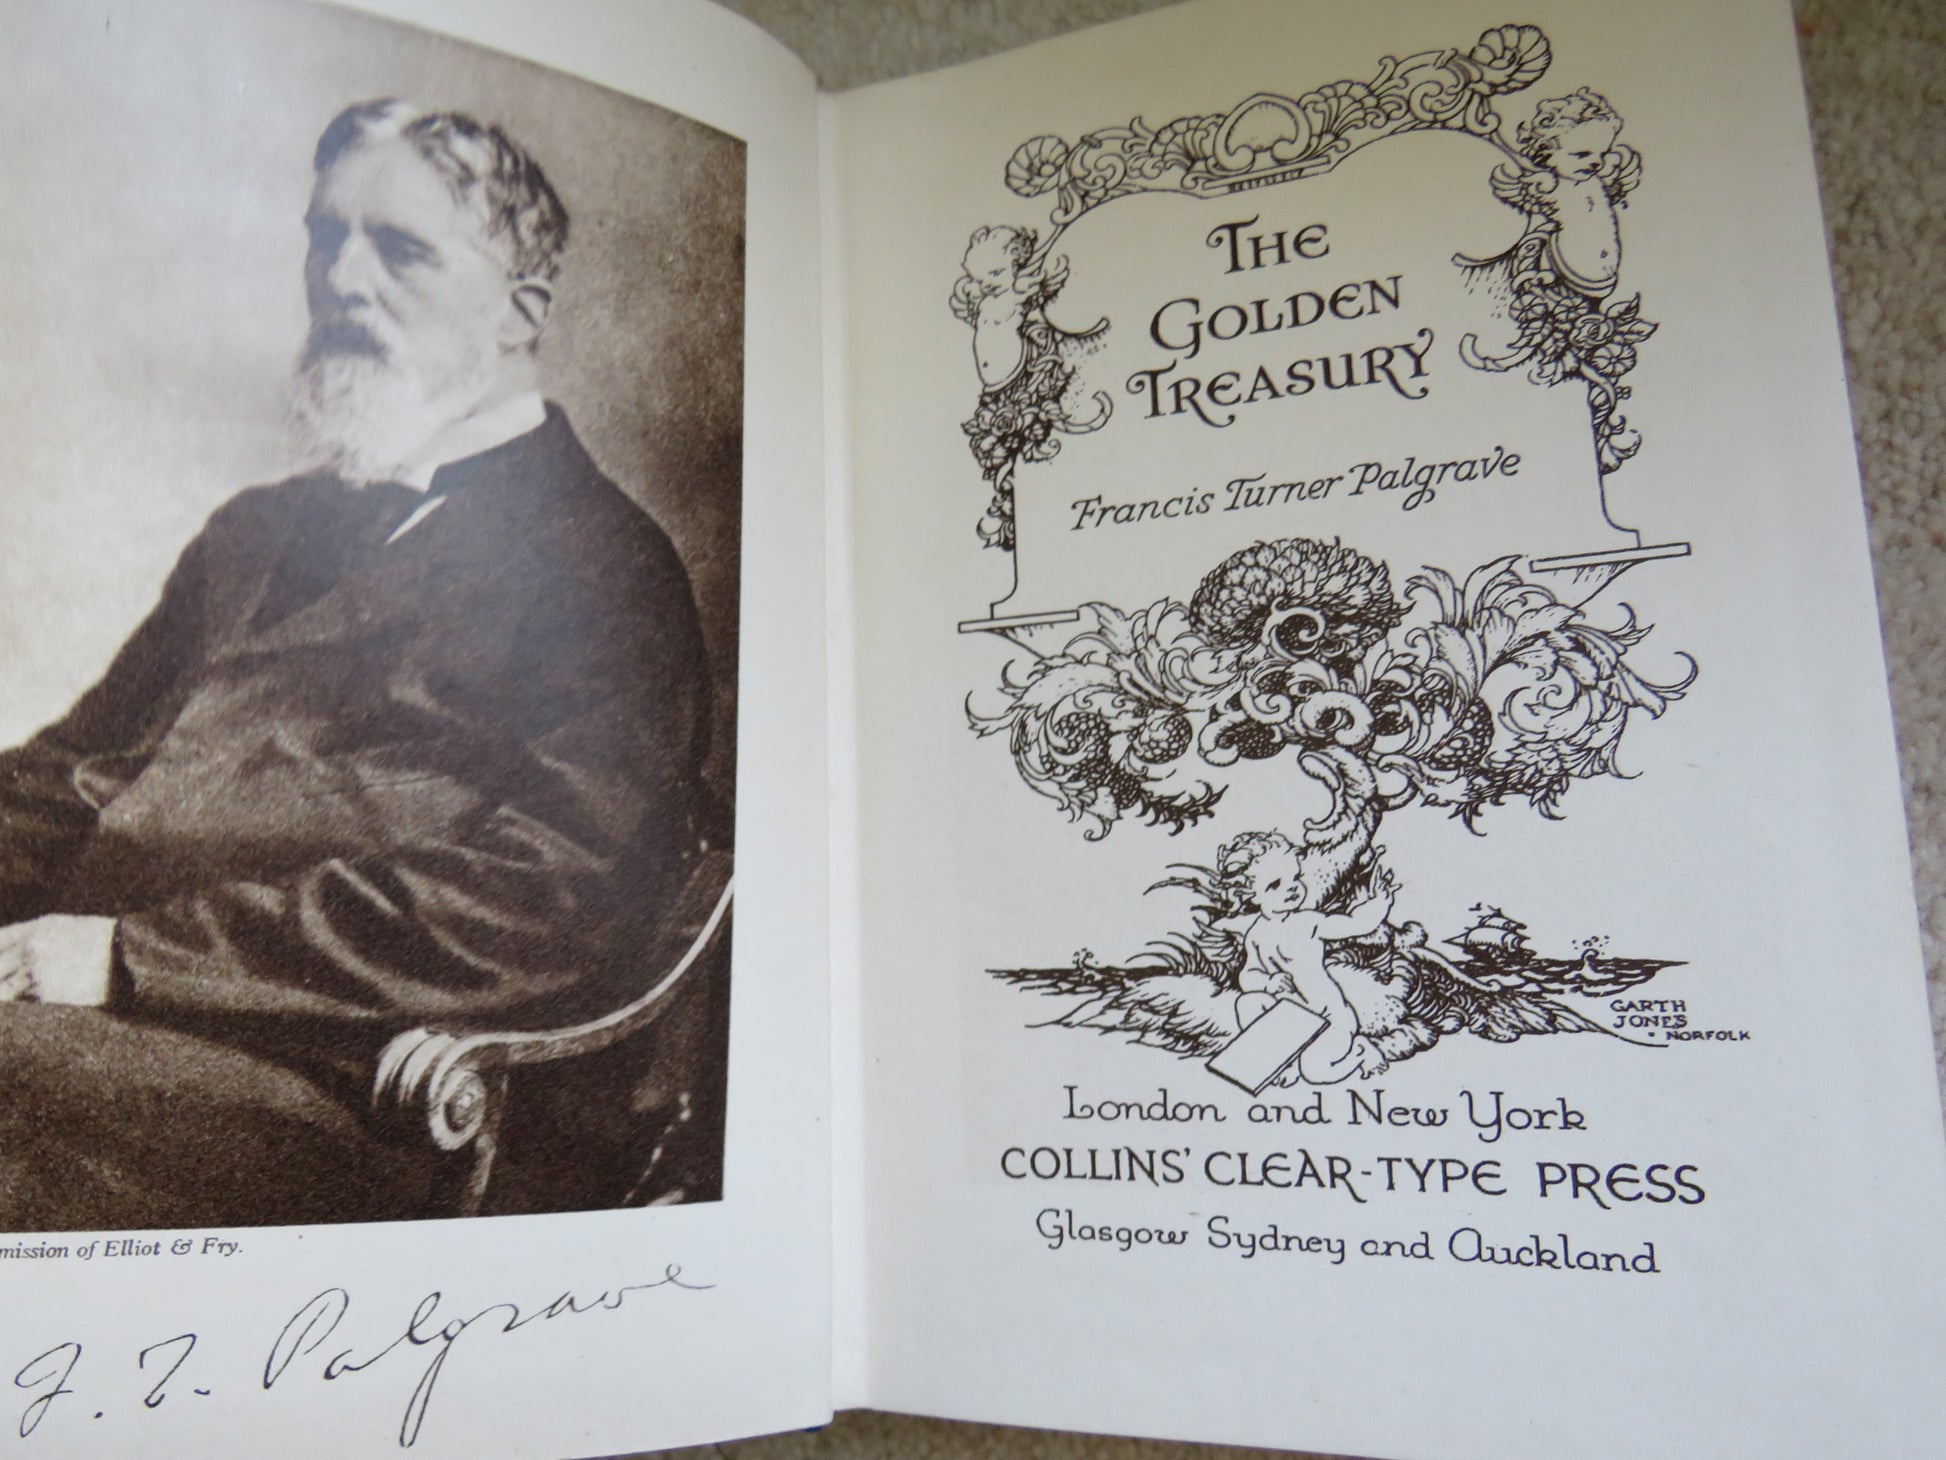 mission of Elliot & Fry.
F. T. Palgrave
THE
GOLDEN
TREASURY
Francis Turner Palgrave
GARTH
JONES
NORFOLK
London and New York
COLLINS' CLEAR-TYPE PRESS
Glasgow Sydney and Auckland